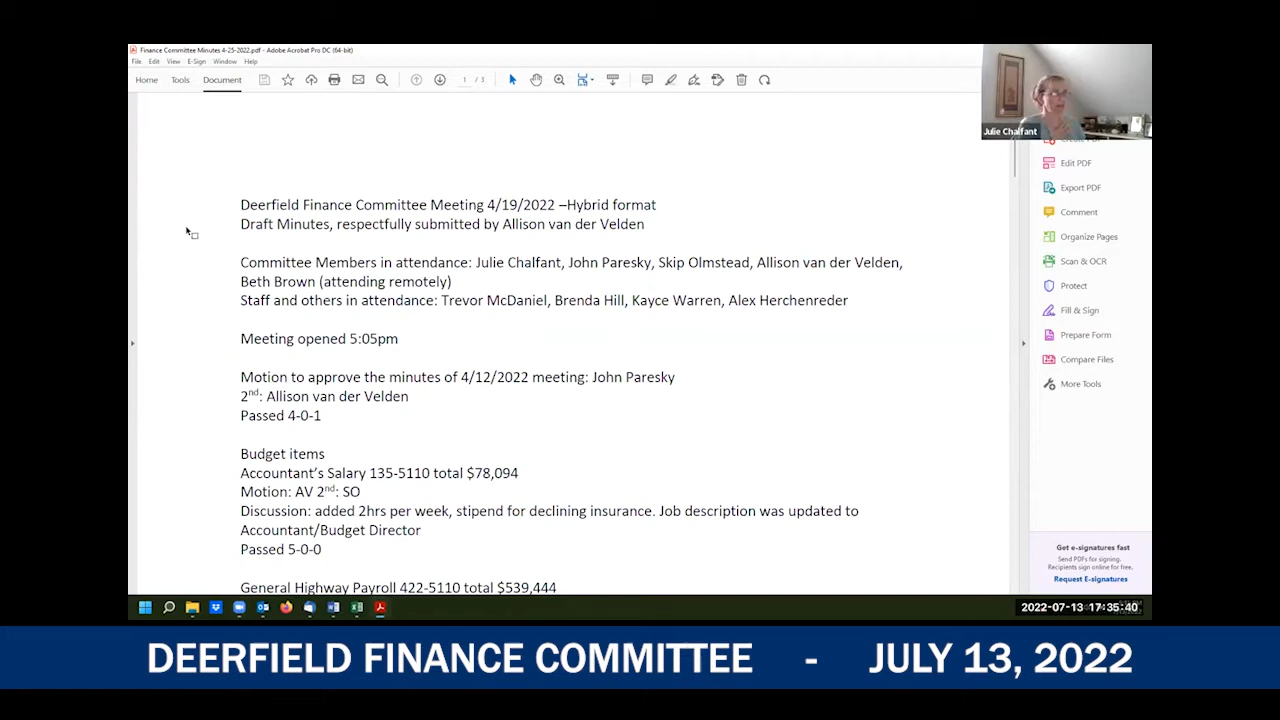 Finance Committee Minutes 4-25-2022.pdf - Adobe Acrobat Pro DC (64-bit)
File Edit View E-Sign Window Help
Home Tools Document 1 / 3
Julie Chalfant
Edit PDF
Export PDF
Comment
Organize Pages
Scan & OCR
Protect
Fill & Sign
Prepare Form
Compare Files
More Tools
Get e-signatures fast
Send PDFs for signing.
Recipients sign online for free.
Request E-signatures
Deerfield Finance Committee Meeting 4/19/2022 –Hybrid format
Draft Minutes, respectfully submitted by Allison van der Velden
Committee Members in attendance: Julie Chalfant, John Paresky, Skip Olmstead, Allison van der Velden,
Beth Brown (attending remotely)
Staff and others in attendance: Trevor McDaniel, Brenda Hill, Kayce Warren, Alex Herchenreder
Meeting opened 5:05pm
Motion to approve the minutes of 4/12/2022 meeting: John Paresky
2nd: Allison van der Velden
Passed 4-0-1
Budget items
Accountant's Salary 135-5110 total $78,094
Motion: AV 2nd: SO
Discussion: added 2hrs per week, stipend for declining insurance. Job description was updated to
Accountant/Budget Director
Passed 5-0-0
General Highway Payroll 422-5110 total $539,444
2022-07-13 17:35:40
DEERFIELD FINANCE COMMITTEE - JULY 13, 2022